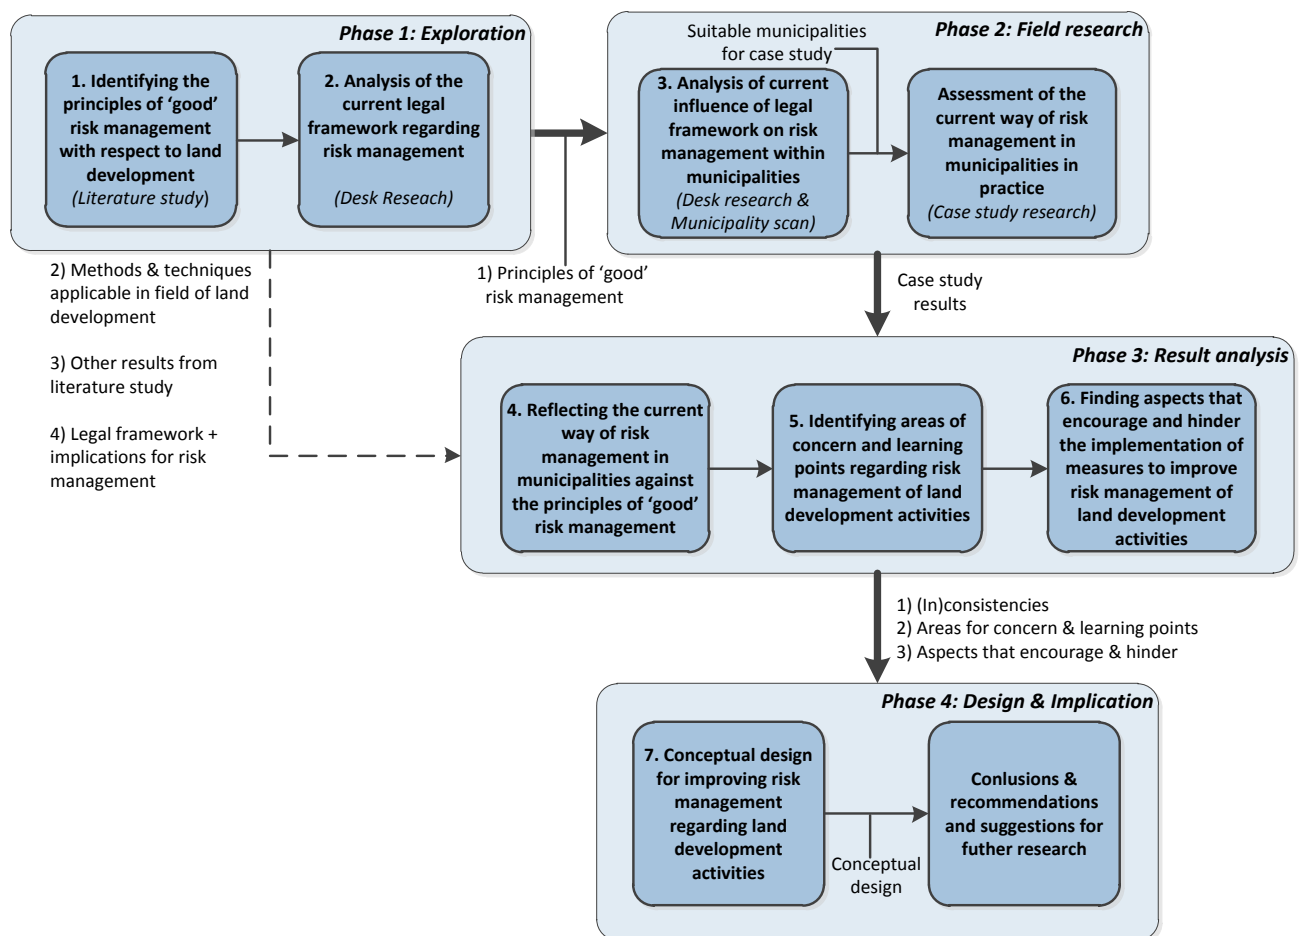 Phase 1: Exploration
1. Identifying the
principles of ‘good’
risk management
with respect to land
development
(Literature study)
2. Analysis of the
current legal
framework regarding
risk management
(Desk Reseach)
1) Principles of ‘good’
risk management
Phase 2: Field research
Suitable municipalities
for case study
3. Analysis of current
influence of legal
framework on risk
management within
municipalities
(Desk research &
Municipality scan)
Assessment of the
current way of risk
management in
municipalities in
practice
(Case study research)
2) Methods & techniques
applicable in field of land
development
3) Other results from
literature study
4) Legal framework +
implications for risk
management
Case study
results
Phase 3: Result analysis
4. Reflecting the current
way of risk
management in
municipalities against
the principles of ‘good’
risk management
5. Identifying areas of
concern and learning
points regarding risk
management of land
development activities
6. Finding aspects that
encourage and hinder
the implementation of
measures to improve
risk management of
land development
activities
1) (In)consistencies
2) Areas for concern & learning points
3) Aspects that encourage & hinder
Phase 4: Design & Implication
7. Conceptual design
for improving risk
management
regarding land
development
activities
Conceptual
design
Conlusions &
recommendations
and suggestions for
futher research